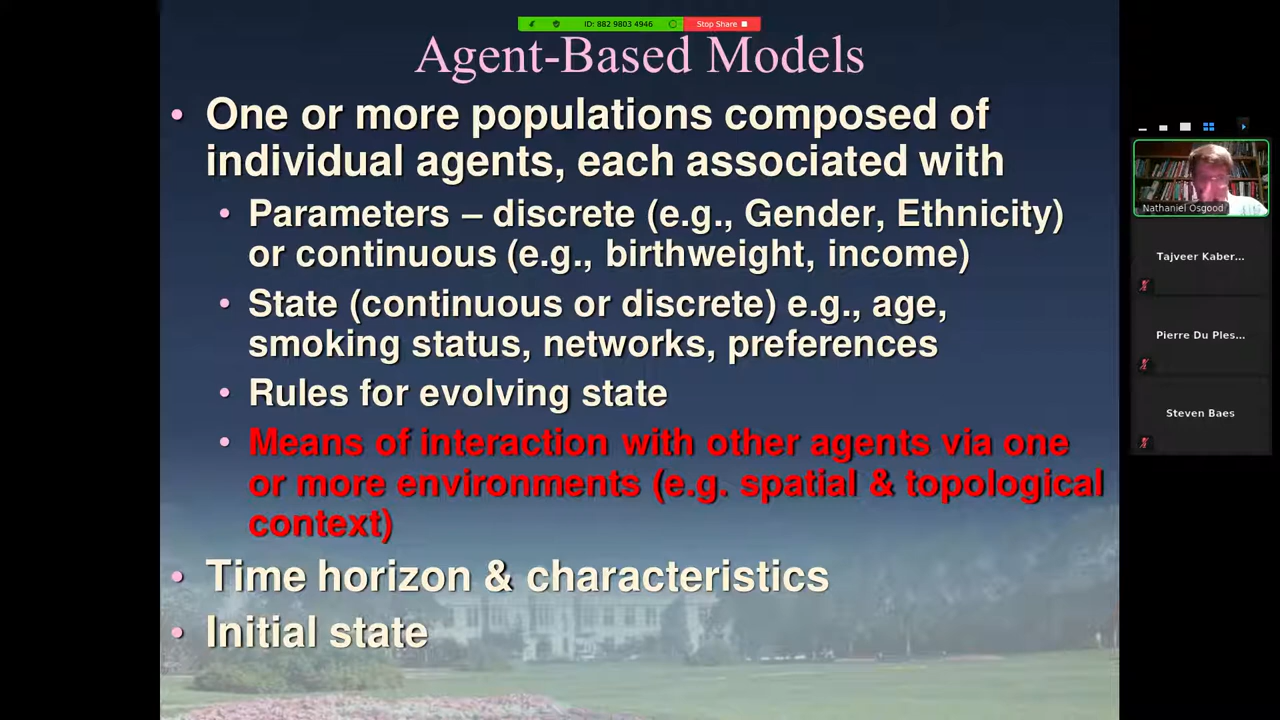 ID: 882 9803 4946
Stop Share
Agent-Based Models
• One or more populations composed of
individual agents, each associated with
• Parameters – discrete (e.g., Gender, Ethnicity)
or continuous (e.g., birthweight, income)
• State (continuous or discrete) e.g., age,
smoking status, networks, preferences
• Rules for evolving state
• Means of interaction with other agents via one
or more environments (e.g. spatial & topological
context)
• Time horizon & characteristics
• Initial state
Nathaniel Osgood
Tajveer Kaber...
Pierre Du Ples...
Steven Baes